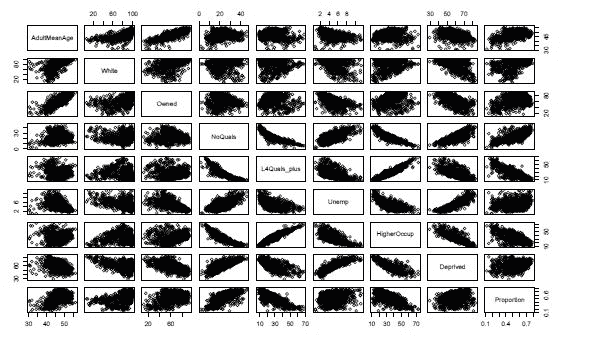 20 60 100 0 20 40 2 4 6 8 30 50 70
AdultMeanAge
White
Owned
NoQuals
L4Quals_plus
Unemp
HigherOccup
Deprived
Proportion
30 40 50 20 60 10 30 50 70 10 30 50 70 0.1 0.4 0.7